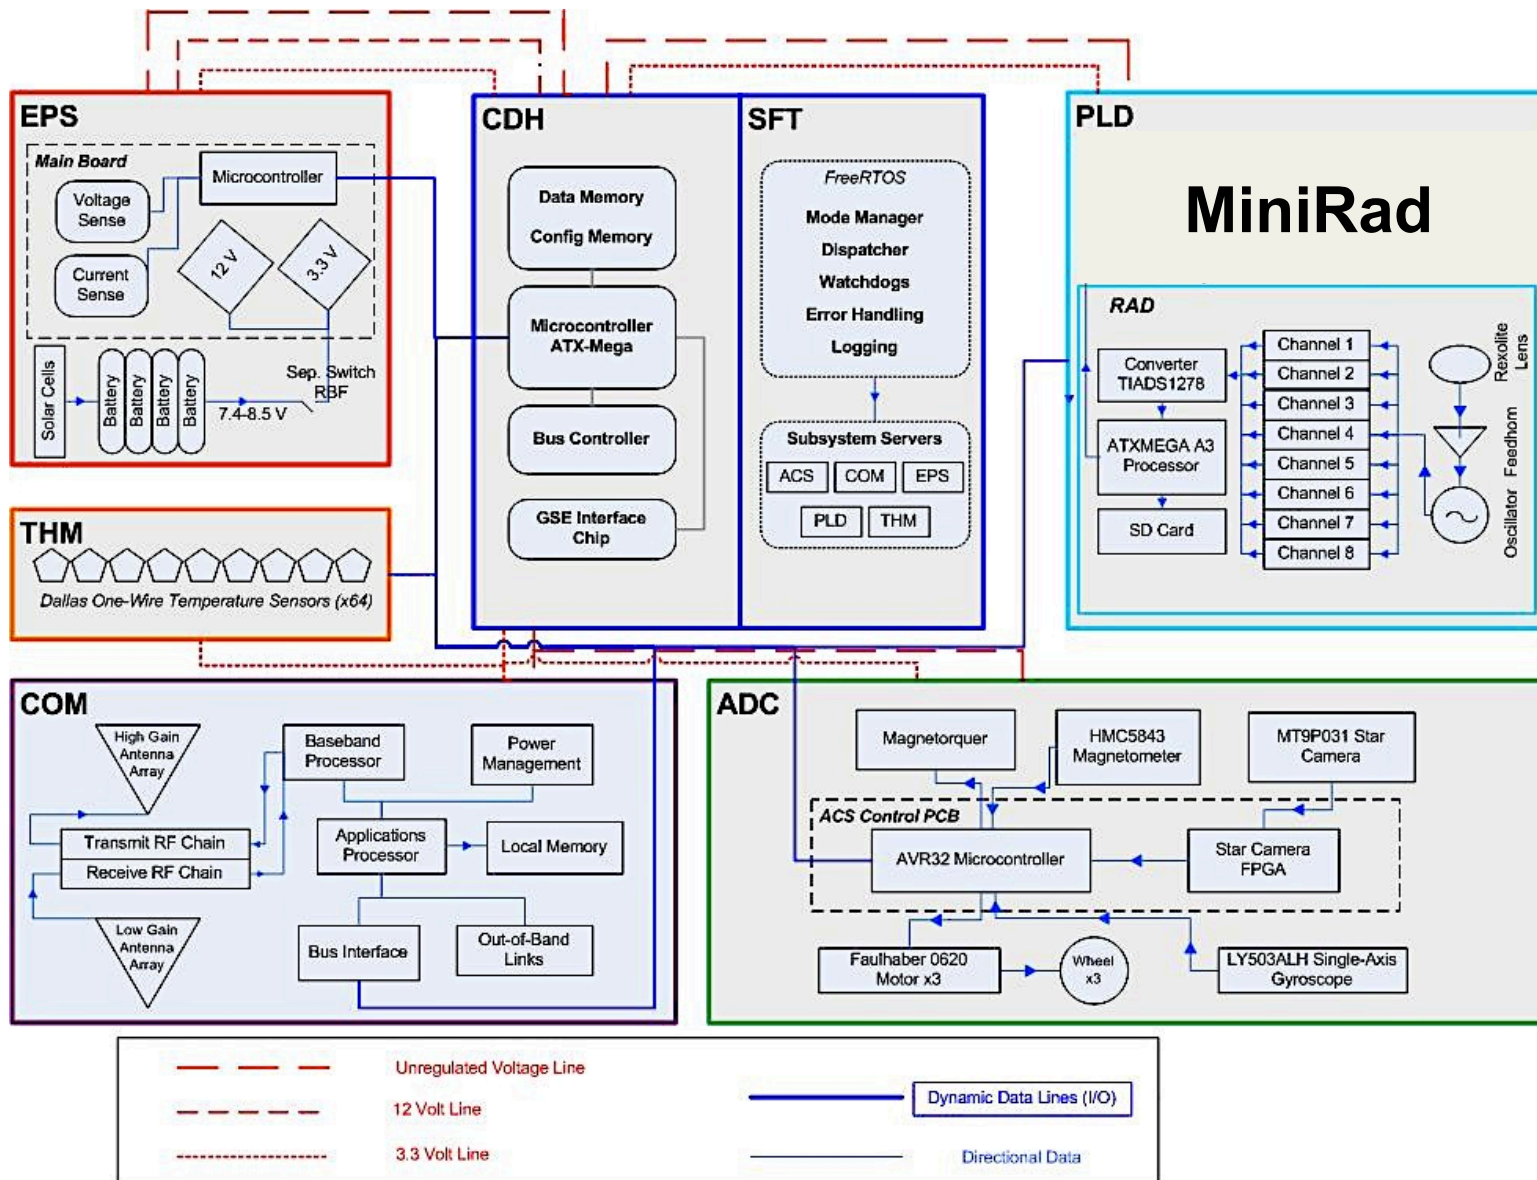 EPS
Main Board
Microcontroller
Voltage
Sense
Current
Sense
12 V
3.3 V
Solar Cells
Battery
Battery
Battery
Battery
7.4-8.5 V
Sep. Switch
RBF
THM
Dallas One-Wire Temperature Sensors (x64)
CDH
Data Memory
Config Memory
Microcontroller
ATX-Mega
Bus Controller
GSE Interface
Chip
SFT
FreeRTOS
Mode Manager
Dispatcher
Watchdogs
Error Handling
Logging
Subsystem Servers
ACS
COM
EPS
PLD
THM
PLD
MiniRad
RAD
Converter
TIADS1278
ATXMEGA A3
Processor
SD Card
Channel 1
Channel 2
Channel 3
Channel 4
Channel 5
Channel 6
Channel 7
Channel 8
Rexolite
Lens
Feedhorn
Oscillator
COM
High Gain
Antenna
Array
Transmit RF Chain
Receive RF Chain
Low Gain
Antenna
Array
Baseband
Processor
Power
Management
Applications
Processor
Local Memory
Bus Interface
Out-of-Band
Links
ADC
Magnetorquer
HMC5843
Magnetometer
MT9P031 Star
Camera
ACS Control PCB
AVR32 Microcontroller
Star Camera
FPGA
Faulhaber 0620
Motor x3
Wheel
x3
LY503ALH Single-Axis
Gyroscope
Unregulated Voltage Line
12 Volt Line
3.3 Volt Line
Dynamic Data Lines (I/O)
Directional Data